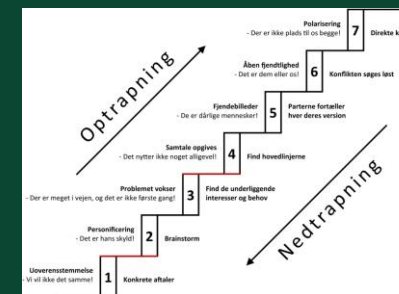 Polarisering
- Der er ikke plads til os begge!
7
Direkte k
Åben fjendtlighed
- Det er dem eller os!
6
Konflikten søges løst
Fjendebilleder
- De er dårlige mennesker!
5
Parterne fortæller
hver deres version
Samtale opgives
- Det nytter ikke noget alligevel!
4
Find hovedlinjerne
Problemet vokser
- Der er meget i vejen, og det er ikke første gang!
3
Find de underliggende
interesser og behov
Personificering
- Det er hans skyld!
2
Brainstorm
Uoverensstemmelse
- Vi vil ikke det samme!
1
Konkrete aftaler
Optrapning
Nedtrapning